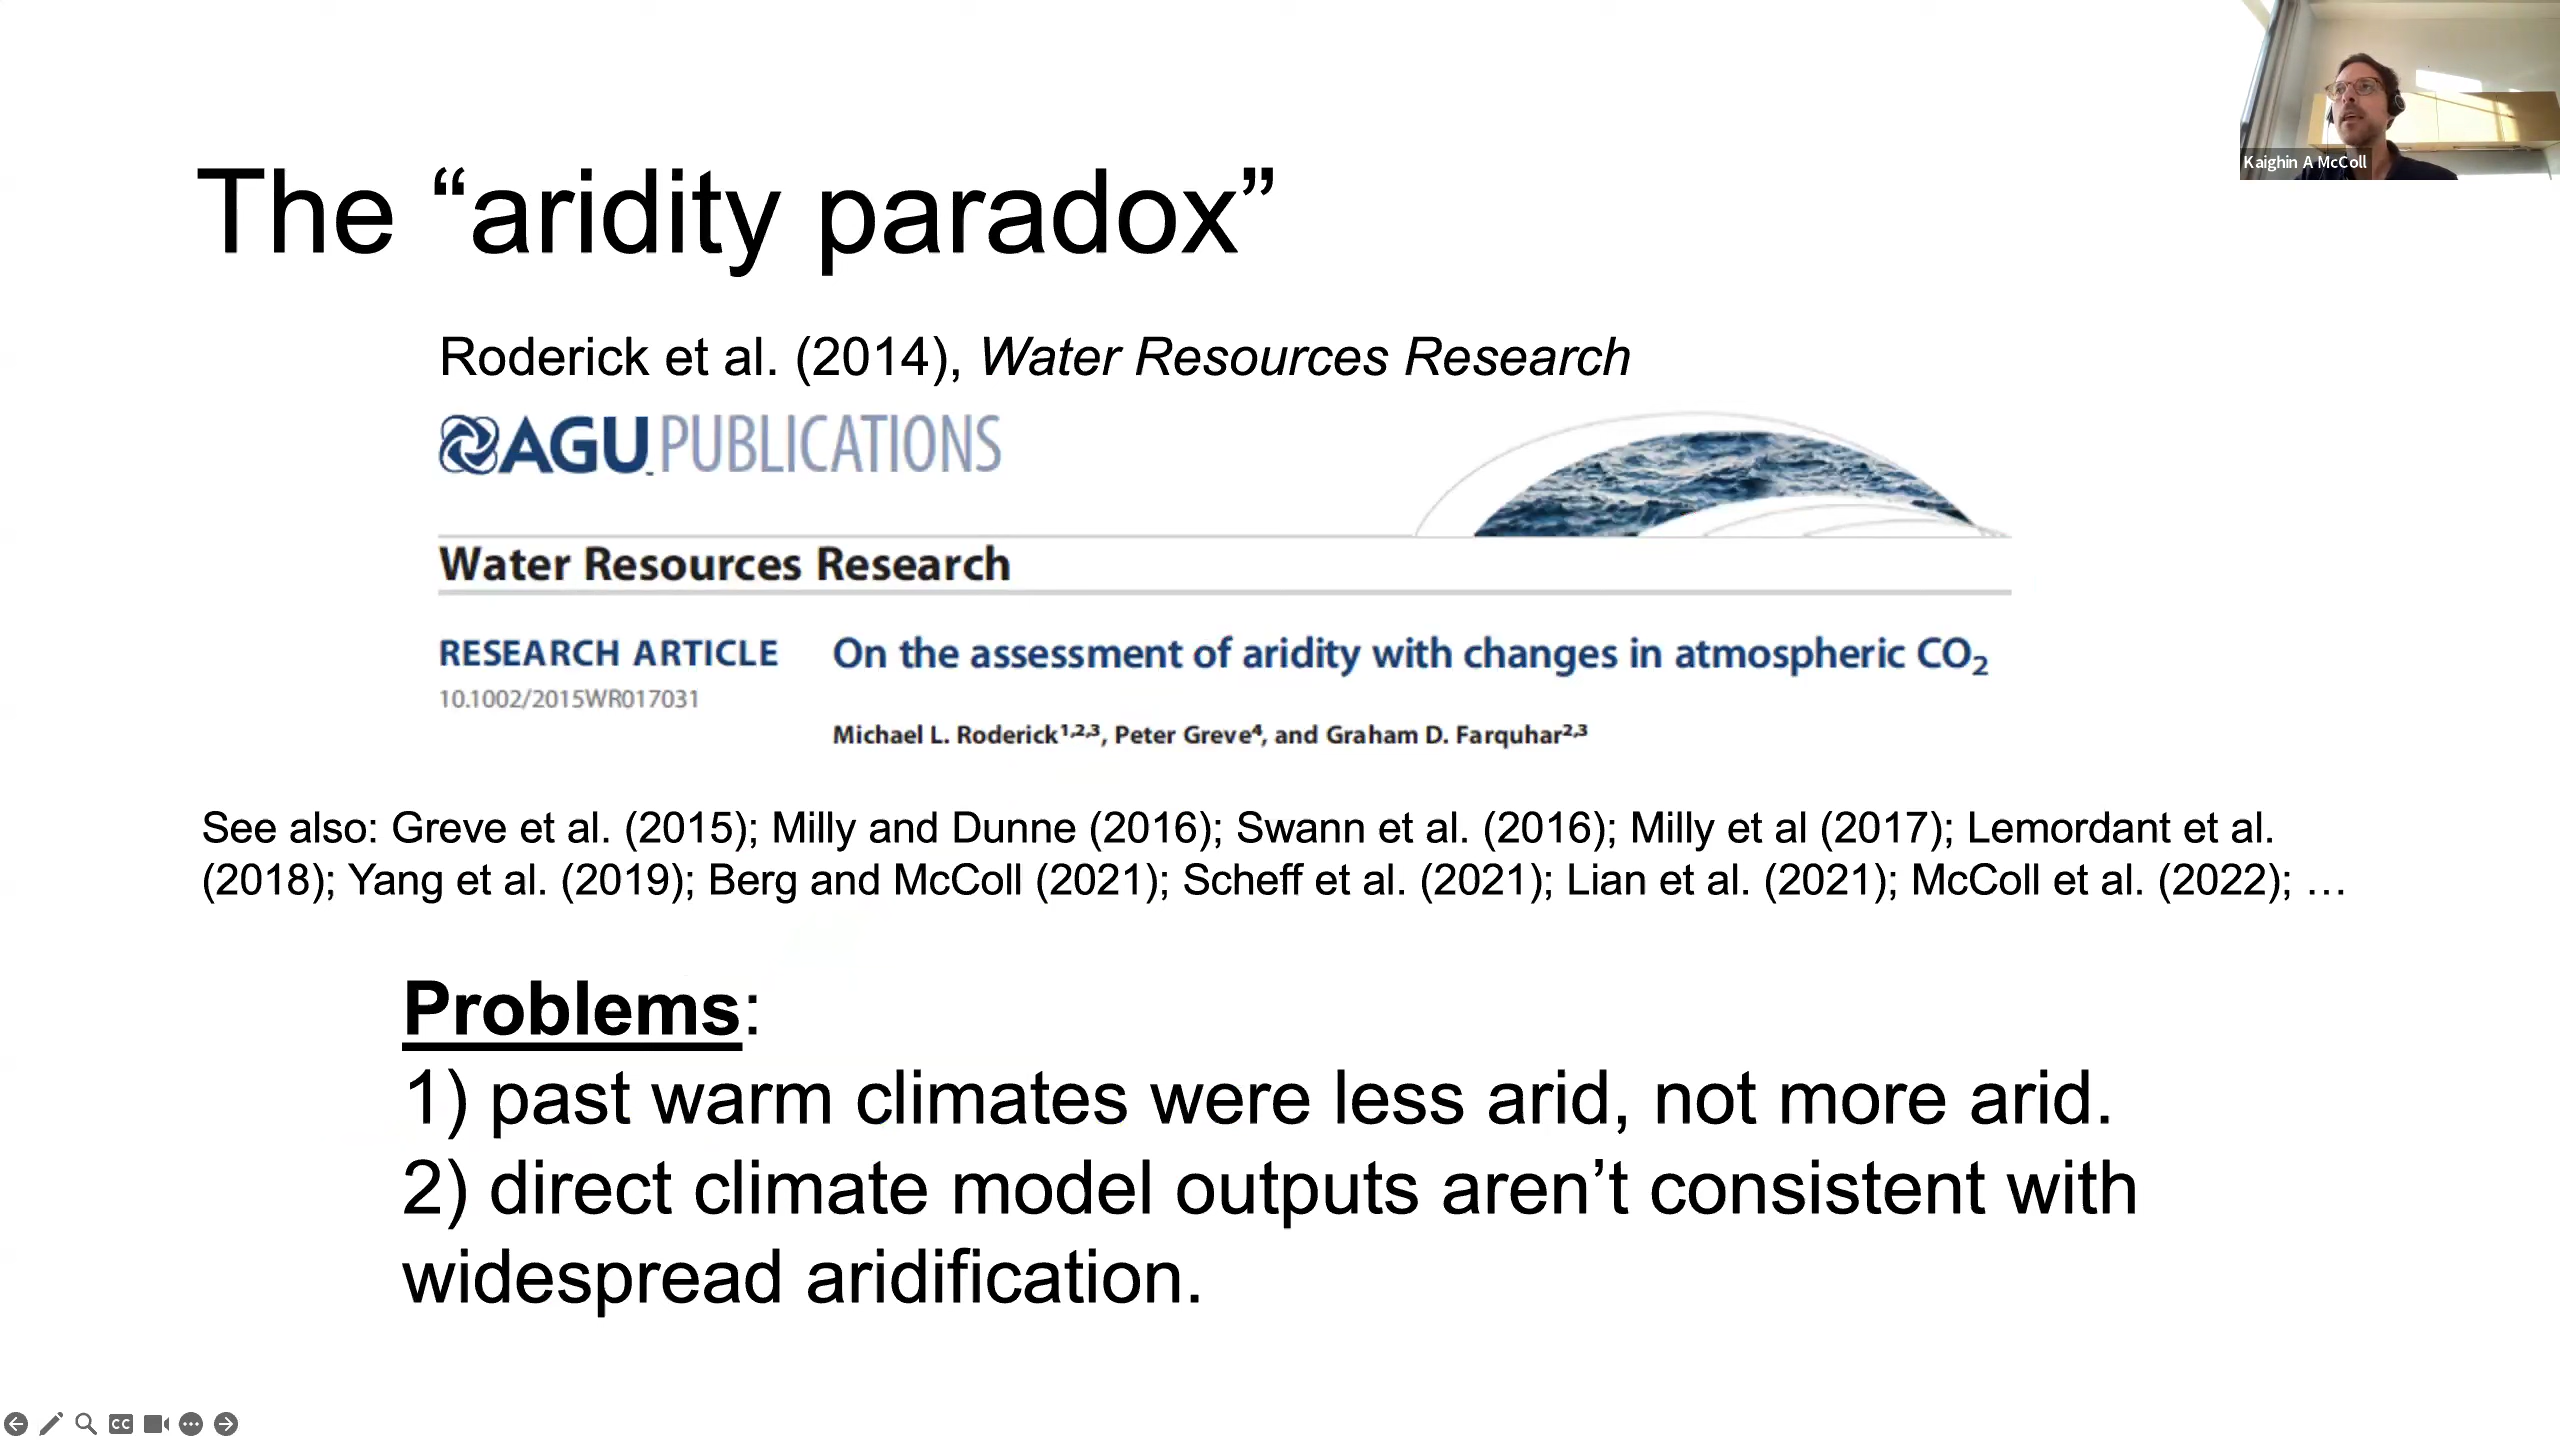 Kaighin A McColl
The “aridity paradox”
Roderick et al. (2014), Water Resources Research
AGU PUBLICATIONS
Water Resources Research
RESEARCH ARTICLE
10.1002/2015WR017031
On the assessment of aridity with changes in atmospheric CO₂
Michael L. Roderick¹,²,³, Peter Greve⁴, and Graham D. Farquhar²,³
See also: Greve et al. (2015); Milly and Dunne (2016); Swann et al. (2016); Milly et al (2017); Lemordant et al.
(2018); Yang et al. (2019); Berg and McColl (2021); Scheff et al. (2021); Lian et al. (2021); McColl et al. (2022); …
Problems:
1) past warm climates were less arid, not more arid.
2) direct climate model outputs aren’t consistent with
widespread aridification.
CC